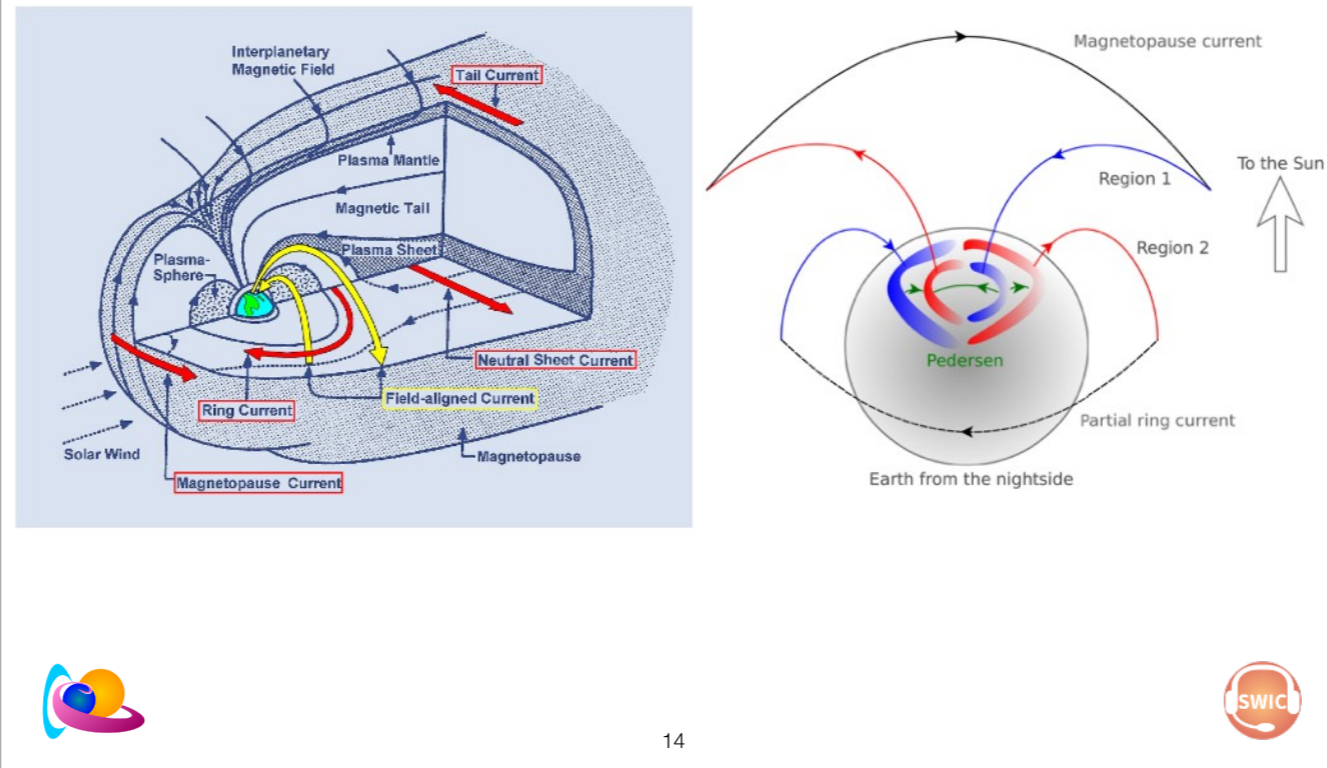 Interplanetary
Magnetic Field
Tail Current
Plasma Mantle
Magnetic Tail
Plasma Sheet
Plasma-
Sphere
Neutral Sheet Current
Field-aligned Current
Ring Current
Solar Wind
Magnetopause
Magnetopause Current
Magnetopause current
To the Sun
Region 1
Region 2
Pedersen
Partial ring current
Earth from the nightside
SWIC
14